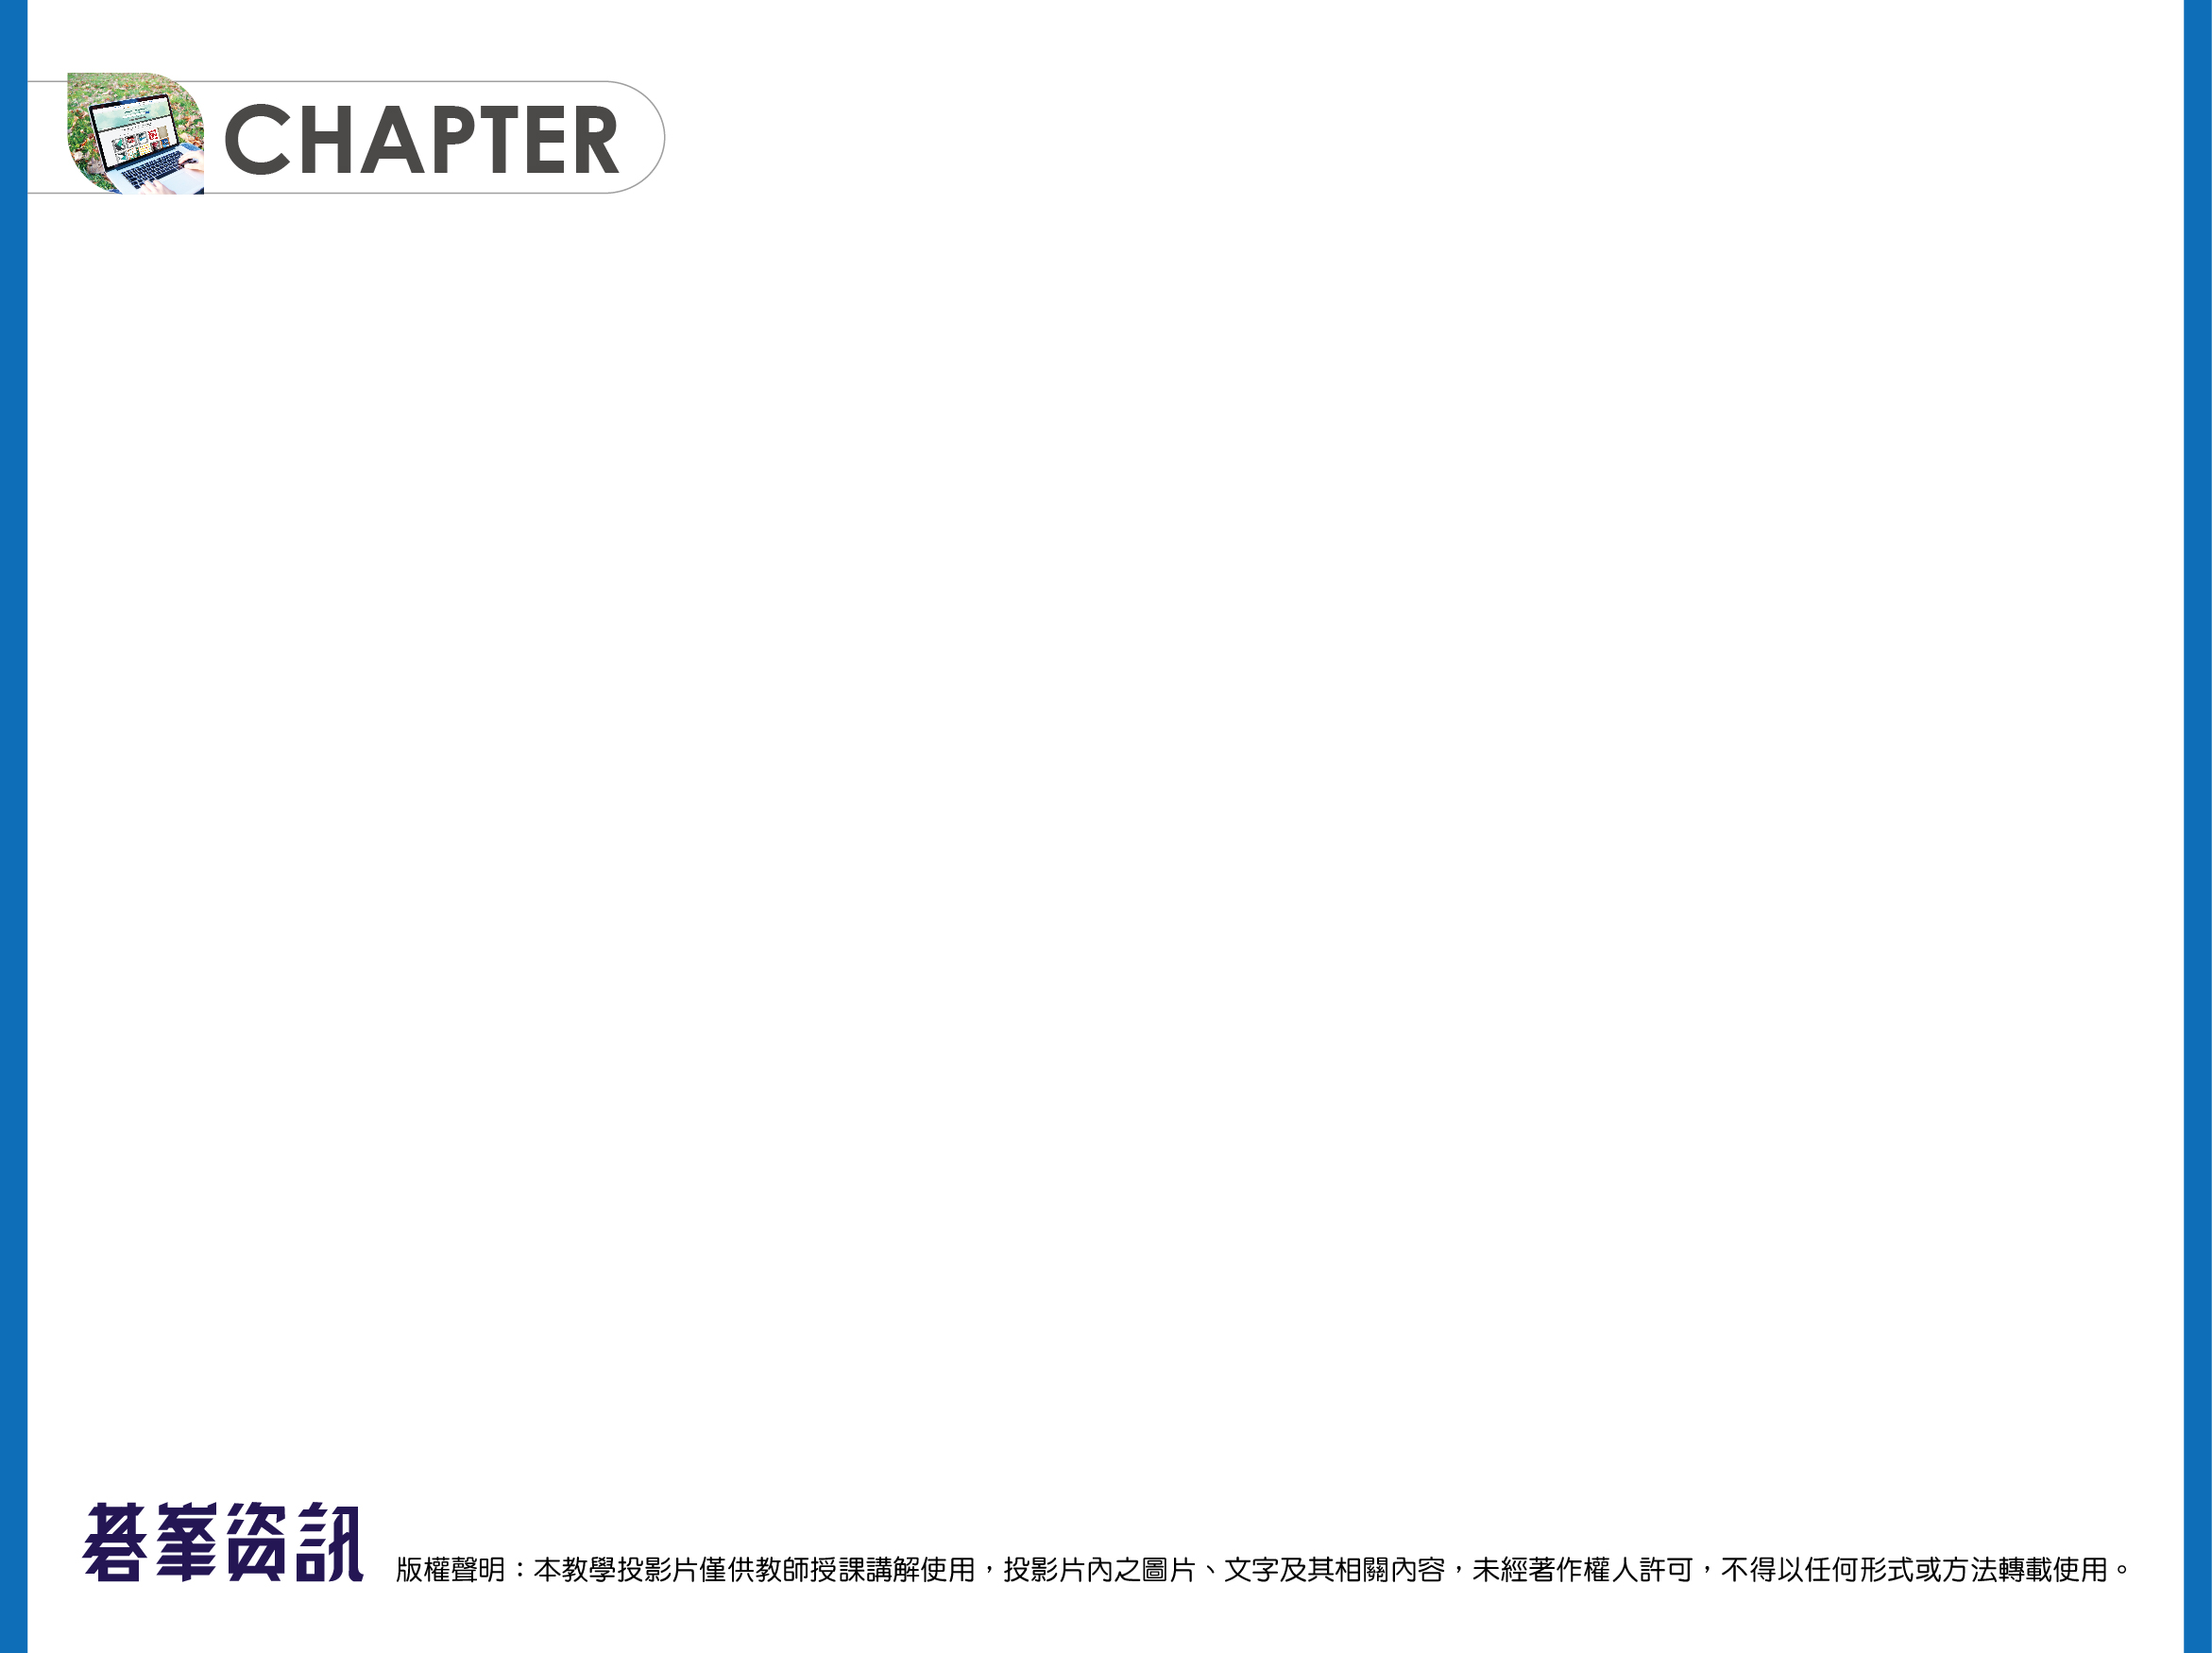 CHAPTER
碁峯資訊
版權聲明：本教學投影片僅供教師授課講解使用，投影片內之圖片、文字及其相關內容，未經著作權人許可，不得以任何形式或方法轉載使用。